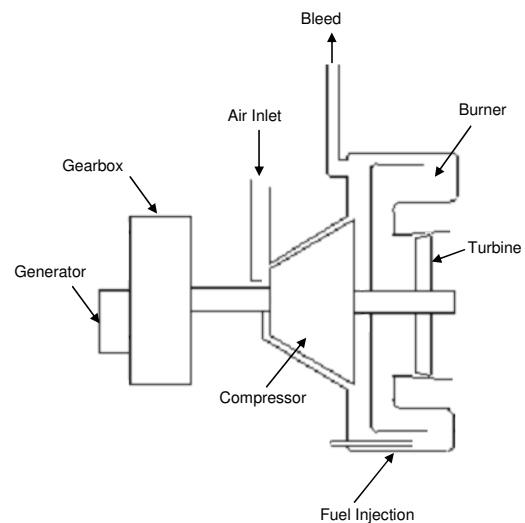 Bleed
Burner
Air Inlet
Gearbox
Turbine
Generator
Compressor
Fuel Injection